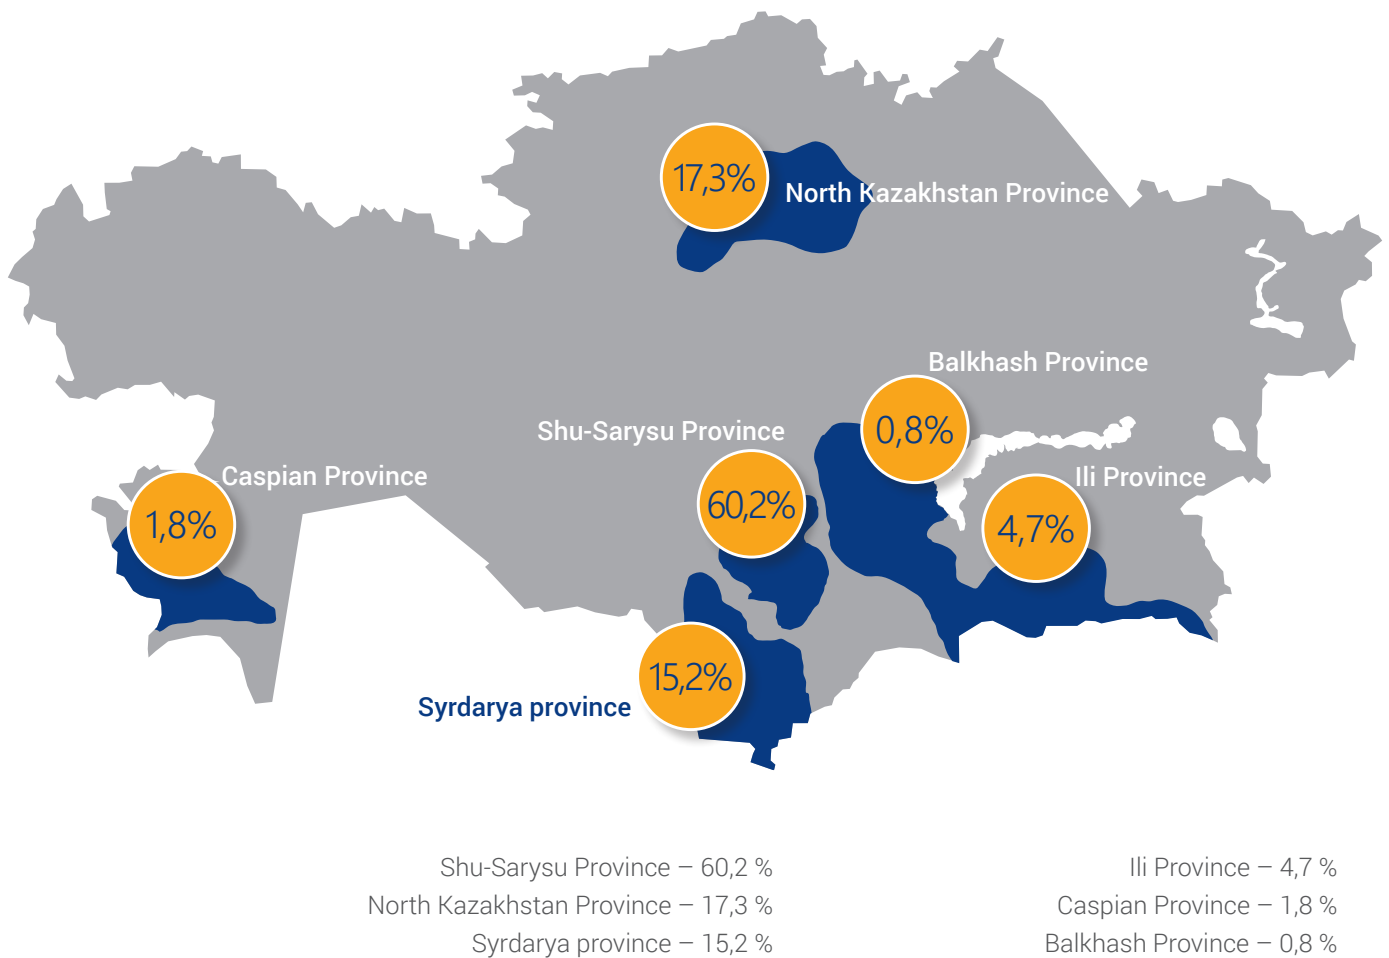 17,3%
North Kazakhstan Province
Balkhash Province
0,8%
Shu-Sarysu Province
60,2%
Caspian Province
1,8%
Ili Province
4,7%
15,2%
Syrdarya province
Shu-Sarysu Province – 60,2 %
North Kazakhstan Province – 17,3 %
Syrdarya province – 15,2 %
Ili Province – 4,7 %
Caspian Province – 1,8 %
Balkhash Province – 0,8 %